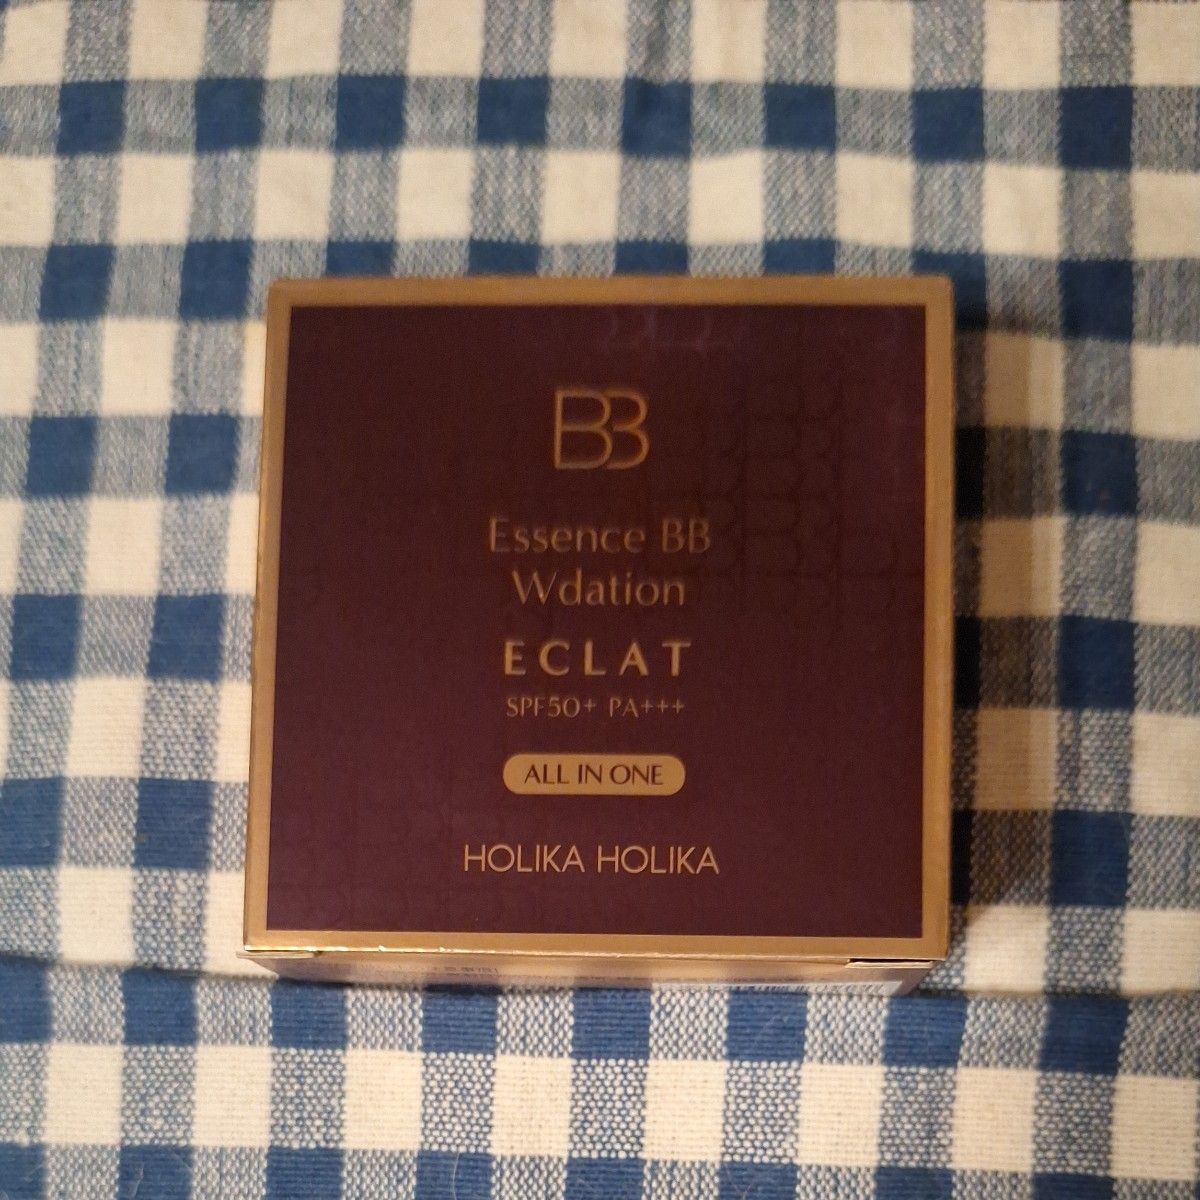 BB
Essence BB
Wdation
ECLAT
SPF50+ PA+++
ALL IN ONE
HOLIKA HOLIKA